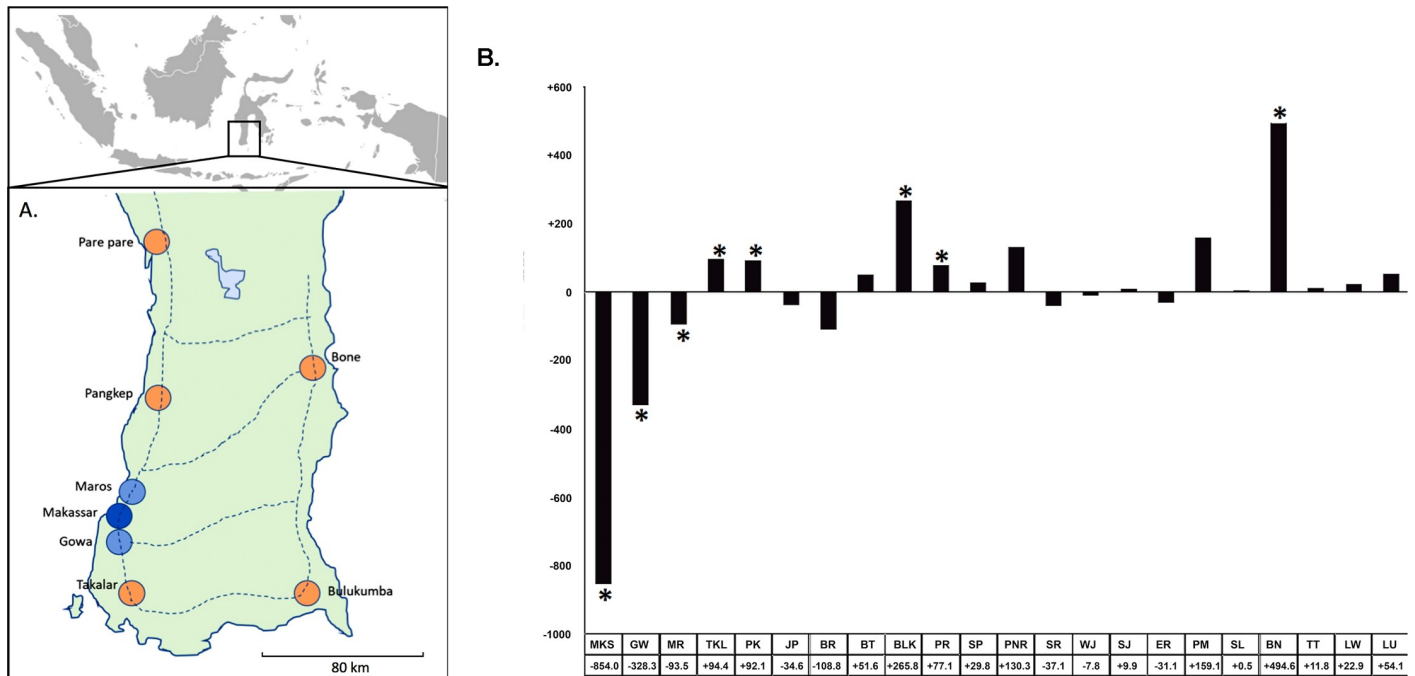 A.
Pare pare
Bone
Pangkep
Maros
Makassar
Gowa
Takalar
Bulukumba
80 km
B.
+600
+400
+200
0
-200
-400
-600
-800
-1000
* * * * * * * *
MKS GW MR TKL PK JP BR BT BLK PR SP PNR SR WJ SJ ER PM SL BN TT LW LU
-854.0 -328.3 -93.5 +94.4 +92.1 -34.6 -108.8 +51.6 +265.8 +77.1 +29.8 +130.3 -37.1 -7.8 +9.9 -31.1 +159.1 +0.5 +494.6 +11.8 +22.9 +54.1